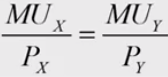 MU_X / P_X = MU_Y / P_Y